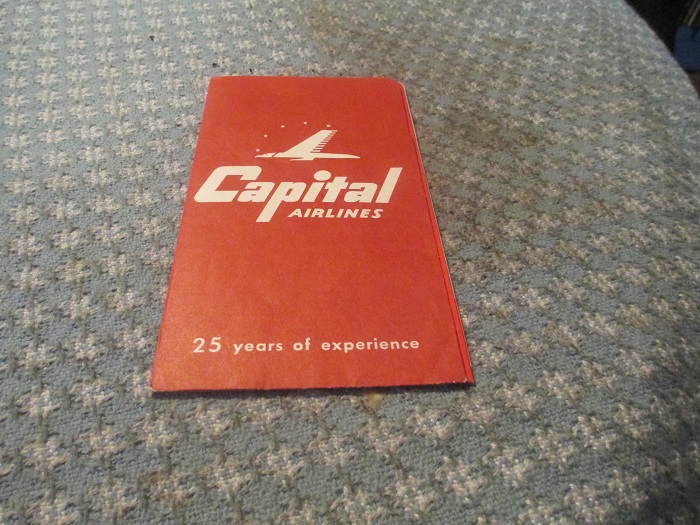 Capital
AIRLINES
25 years of experience